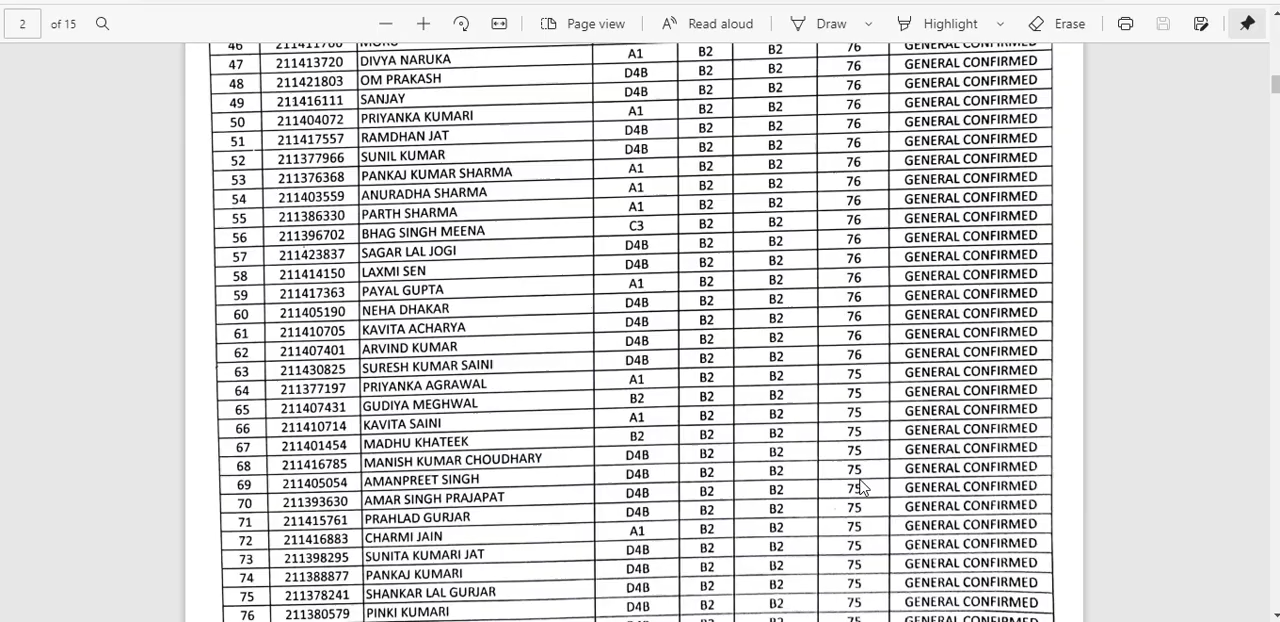 2 of 15 Page view Read aloud Draw Highlight Erase
46
47 211413720 DIVYA NARUKA A1 B2 B2 76 GENERAL CONFIRMED
48 211421803 OM PRAKASH D4B B2 B2 76 GENERAL CONFIRMED
49 211416111 SANJAY D4B B2 B2 76 GENERAL CONFIRMED
50 211404072 PRIYANKA KUMARI A1 B2 B2 76 GENERAL CONFIRMED
51 211417557 RAMDHAN JAT D4B B2 B2 76 GENERAL CONFIRMED
52 211377966 SUNIL KUMAR D4B B2 B2 76 GENERAL CONFIRMED
53 211376368 PANKAJ KUMAR SHARMA A1 B2 B2 76 GENERAL CONFIRMED
54 211403559 ANURADHA SHARMA A1 B2 B2 76 GENERAL CONFIRMED
55 211386330 PARTH SHARMA A1 B2 B2 76 GENERAL CONFIRMED
56 211396702 BHAG SINGH MEENA C3 B2 B2 76 GENERAL CONFIRMED
57 211423837 SAGAR LAL JOGI D4B B2 B2 76 GENERAL CONFIRMED
58 211414150 LAXMI SEN D4B B2 B2 76 GENERAL CONFIRMED
59 211417363 PAYAL GUPTA A1 B2 B2 76 GENERAL CONFIRMED
60 211405190 NEHA DHAKAR D4B B2 B2 76 GENERAL CONFIRMED
61 211410705 KAVITA ACHARYA D4B B2 B2 76 GENERAL CONFIRMED
62 211407401 ARVIND KUMAR D4B B2 B2 76 GENERAL CONFIRMED
63 211430825 SURESH KUMAR SAINI D4B B2 B2 76 GENERAL CONFIRMED
64 211377197 PRIYANKA AGRAWAL A1 B2 B2 75 GENERAL CONFIRMED
65 211407431 GUDIYA MEGHWAL B2 B2 B2 75 GENERAL CONFIRMED
66 211410714 KAVITA SAINI A1 B2 B2 75 GENERAL CONFIRMED
67 211401454 MADHU KHATEEK B2 B2 B2 75 GENERAL CONFIRMED
68 211416785 MANISH KUMAR CHOUDHARY D4B B2 B2 75 GENERAL CONFIRMED
69 211405054 AMANPREET SINGH D4B B2 B2 75 GENERAL CONFIRMED
70 211393630 AMAR SINGH PRAJAPAT D4B B2 B2 75 GENERAL CONFIRMED
71 211415761 PRAHLAD GURJAR D4B B2 B2 75 GENERAL CONFIRMED
72 211416883 CHARMI JAIN A1 B2 B2 75 GENERAL CONFIRMED
73 211398295 SUNITA KUMARI JAT D4B B2 B2 75 GENERAL CONFIRMED
74 211388877 PANKAJ KUMARI D4B B2 B2 75 GENERAL CONFIRMED
75 211378241 SHANKAR LAL GURJAR D4B B2 B2 75 GENERAL CONFIRMED
76 211380579 PINKI KUMARI D4B B2 B2 75 GENERAL CONFIRMED